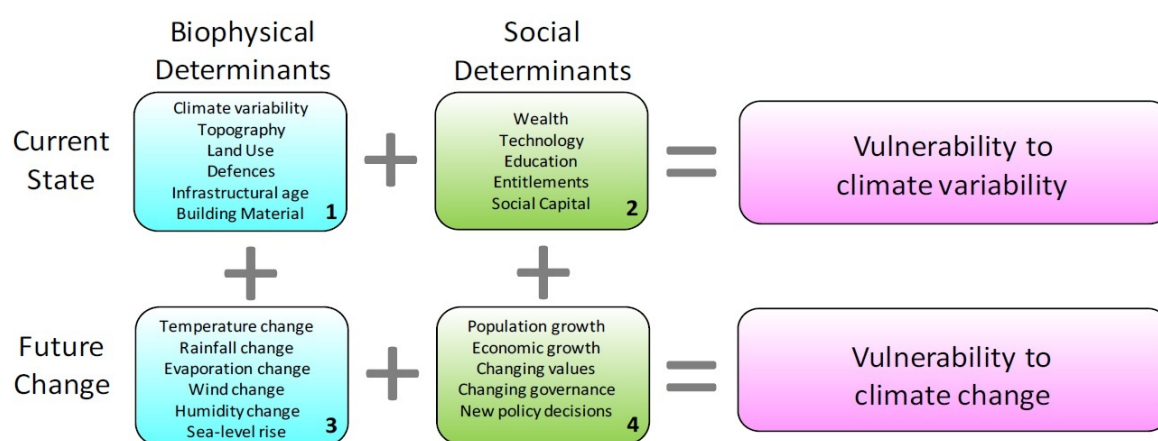 Biophysical
Determinants
Social
Determinants
Current
State
Climate variability
Topography
Land Use
Defences
Infrastructural age
Building Material
1
+
Wealth
Technology
Education
Entitlements
Social Capital
2
=
Vulnerability to
climate variability
+
+
Future
Change
Temperature change
Rainfall change
Evaporation change
Wind change
Humidity change
Sea-level rise
3
+
Population growth
Economic growth
Changing values
Changing governance
New policy decisions
4
=
Vulnerability to
climate change